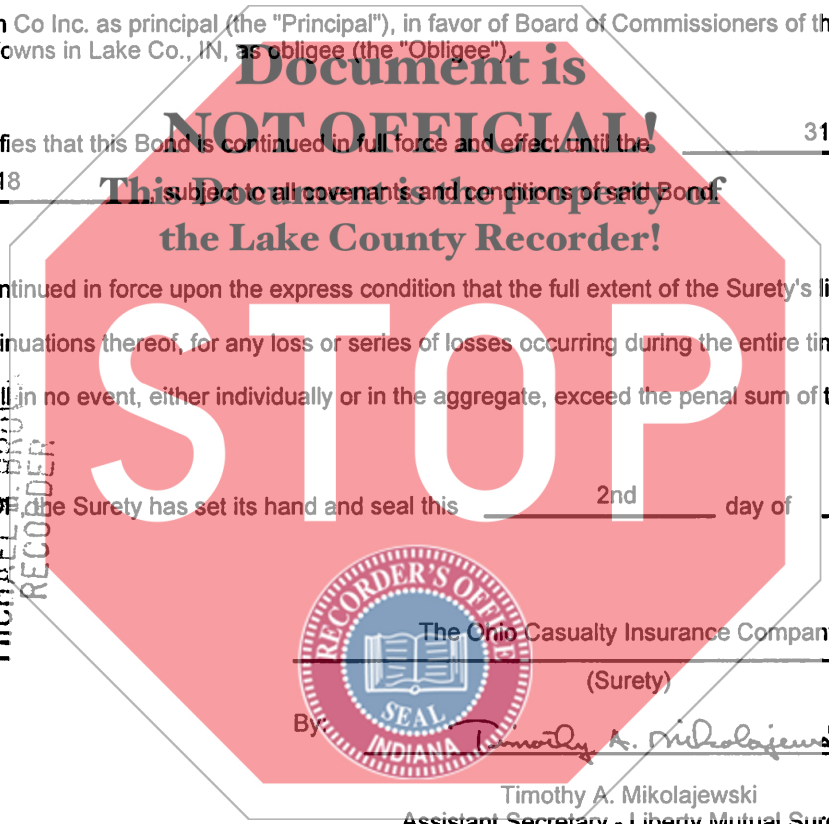 Co Inc. as principal (the "Principal"), in favor of Board of Commissioners of th
owns in Lake Co., IN, as obligee (the "Obligee").
Document is
NOT OFFICIAL!
fies that this Bond is continued in full force and effect until the 31
18 , subject to all covenants and conditions of said Bond.
This Document is the property of
the Lake County Recorder!
ntinued in force upon the express condition that the full extent of the Surety's li
inuations thereof, for any loss or series of losses occurring during the entire tin
ll in no event, either individually or in the aggregate, exceed the penal sum of t
STOP
RECORDER
the Surety has set its hand and seal this 2nd day of
RECORDER'S OFFICE
SEAL
INDIANA
The Ohio Casualty Insurance Compan
(Surety)
By: Timothy A. Mikolajews
Timothy A. Mikolajewski
Assistant Secretary - Liberty Mutual Sure